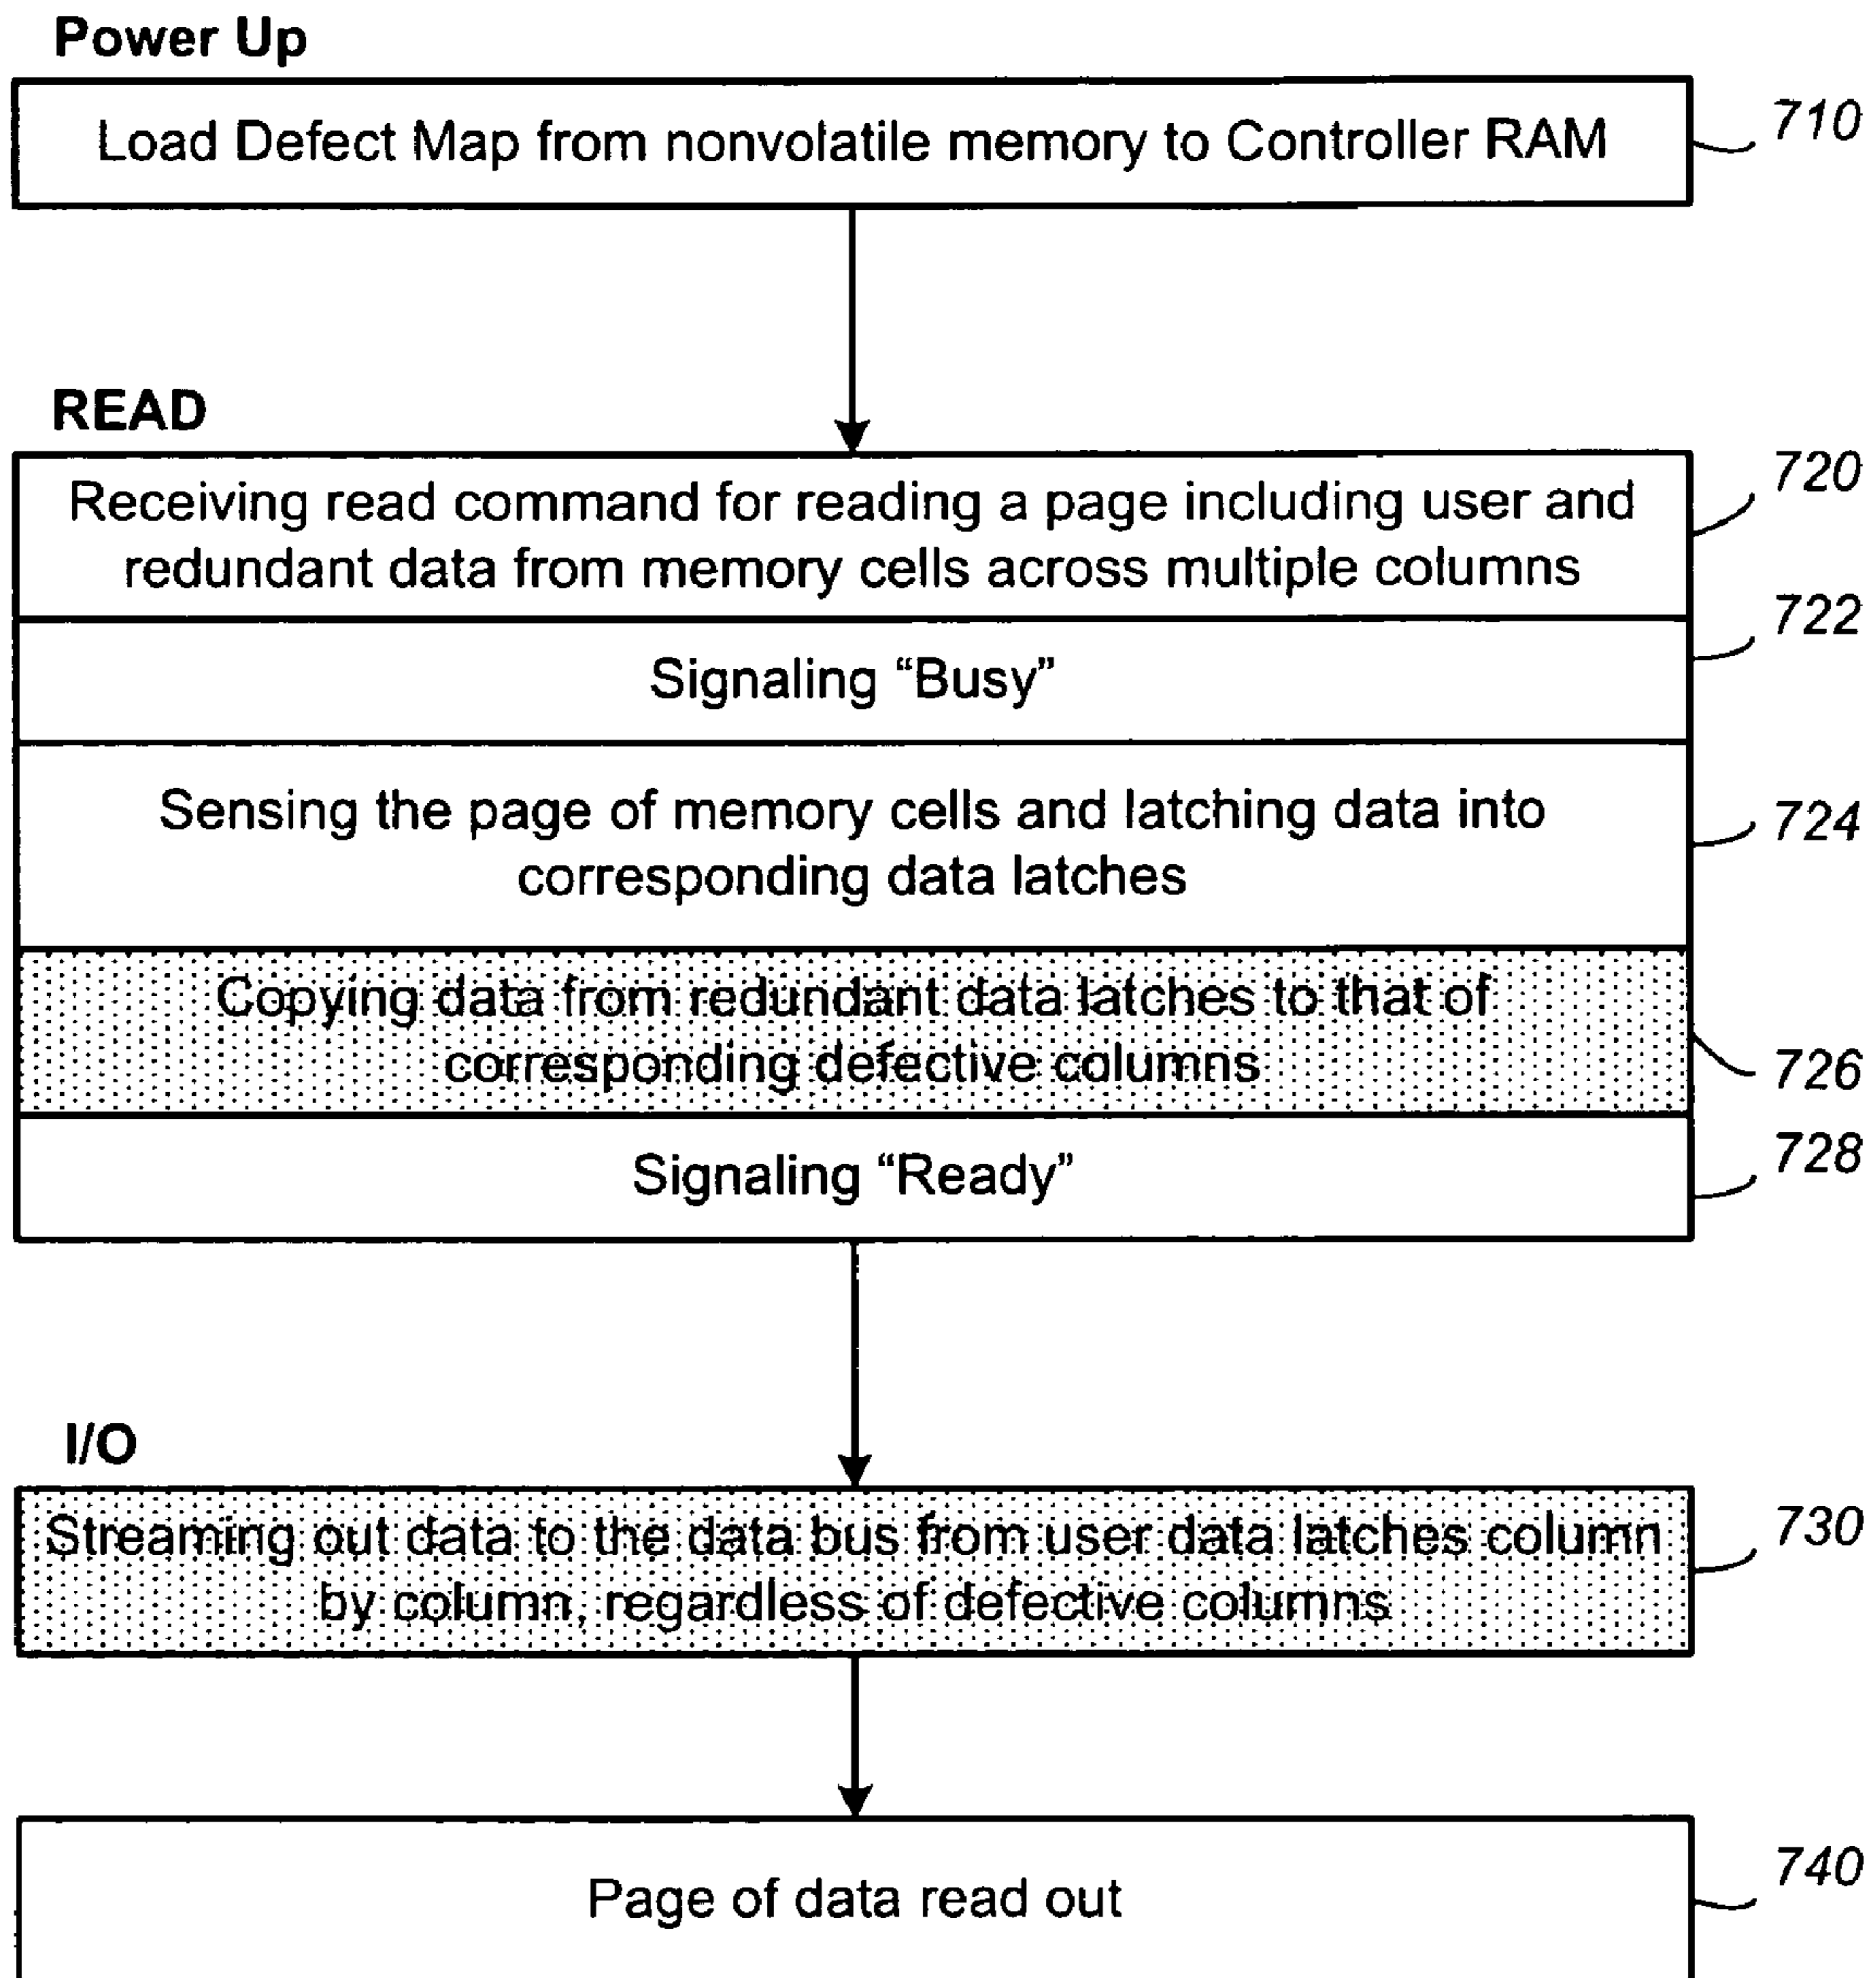 Power Up
Load Defect Map from nonvolatile memory to Controller RAM
710
READ
Receiving read command for reading a page including user and
redundant data from memory cells across multiple columns
720
Signaling “Busy”
722
Sensing the page of memory cells and latching data into
corresponding data latches
724
Copying data from redundant data latches to that of
corresponding defective columns
726
Signaling “Ready”
728
I/O
Streaming out data to the data bus from user data latches column
by column, regardless of defective columns
730
Page of data read out
740